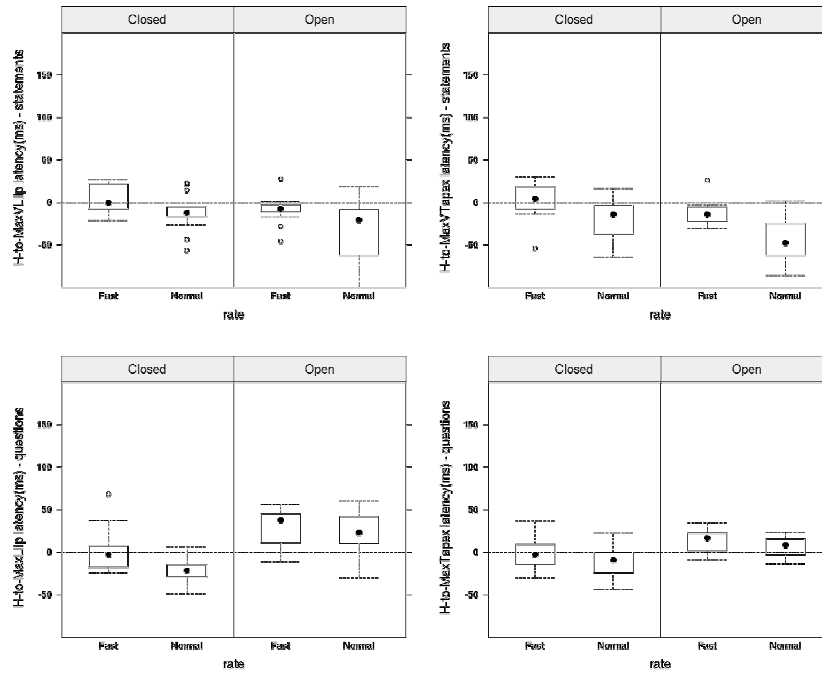 Closed Open
H-to-MaxVLlip latency(ms) - statements
150
100
50
0
-50
Fast Normal Fast Normal
rate
Closed Open
H-to-MaxVTapex latency(ms) - statements
150
100
50
0
-50
Fast Normal Fast Normal
rate
Closed Open
H-to-MaxLlip latency(ms) - questions
150
100
50
0
-50
Fast Normal Fast Normal
rate
Closed Open
H-to-MaxTapex latency(ms) - questions
150
100
50
0
-50
Fast Normal Fast Normal
rate